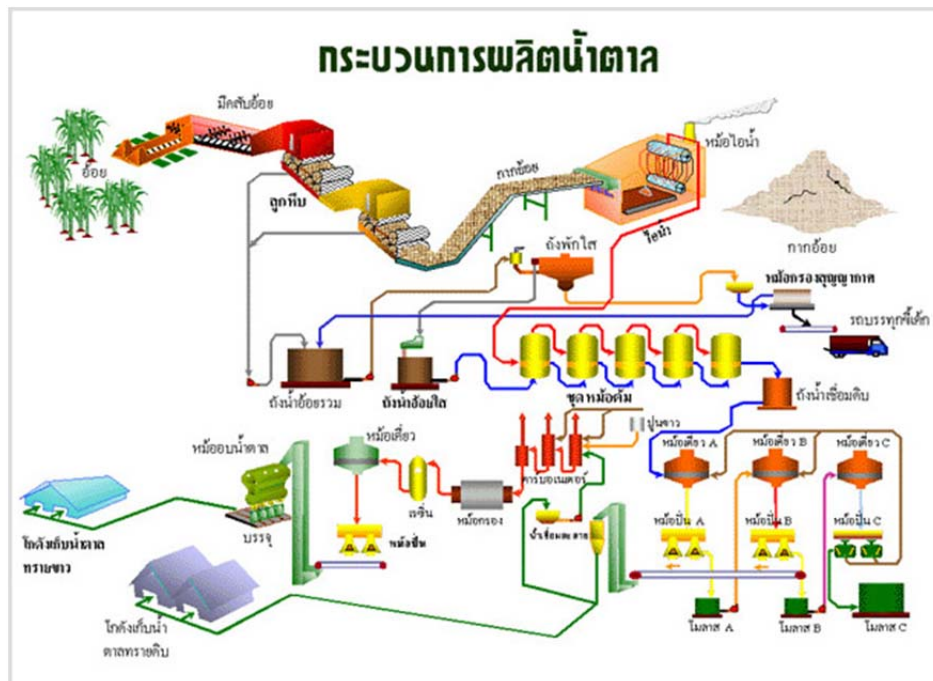 กระบวนการผลิตน้ำตาล
มีดสับอ้อย
อ้อย
ลูกหีบ
กากอ้อย
หม้อไอน้ำ
ไอน้ำ
กากอ้อย
ถังพักใส
หม้อกรองสุญญากาศ
รถบรรทุกขี้เค้ก
ถังน้ำอ้อยรวม
ถังน้ำอ้อยใส
ชุดหม้อต้ม
ถังน้ำเชื่อมดิบ
หม้ออบน้ำตาล
หม้อเคี่ยว
ปูนขาว
หม้อเคี่ยว A
หม้อเคี่ยว B
หม้อเคี่ยว C
คาร์บอเนเตอร์
เรซิ่น
หม้อกรอง
น้ำเชื่อมละลาย
หม้อปั่น A
หม้อปั่น B
หม้อปั่น C
บรรจุ
หม้อปั่น
โกดังเก็บน้ำตาล
ทรายขาว
โกดังเก็บน้ำ
ตาลทรายดิบ
โมลาส A
โมลาส B
โมลาส C